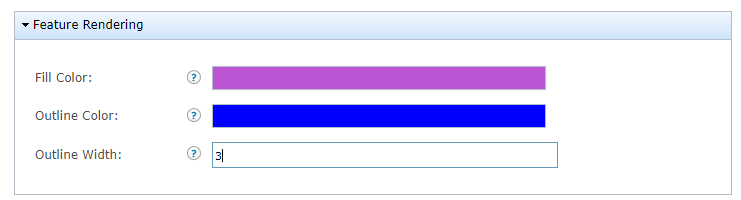 Feature Rendering
Fill Color: ?
Outline Color: ?
Outline Width: ? 3